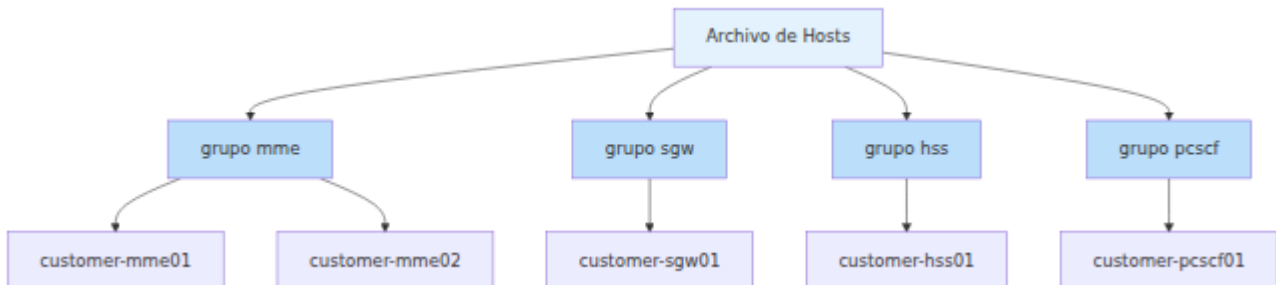 Archivo de Hosts
grupo mme
grupo sgw
grupo hss
grupo pcscf
customer-mme01
customer-mme02
customer-sgw01
customer-hss01
customer-pcscf01